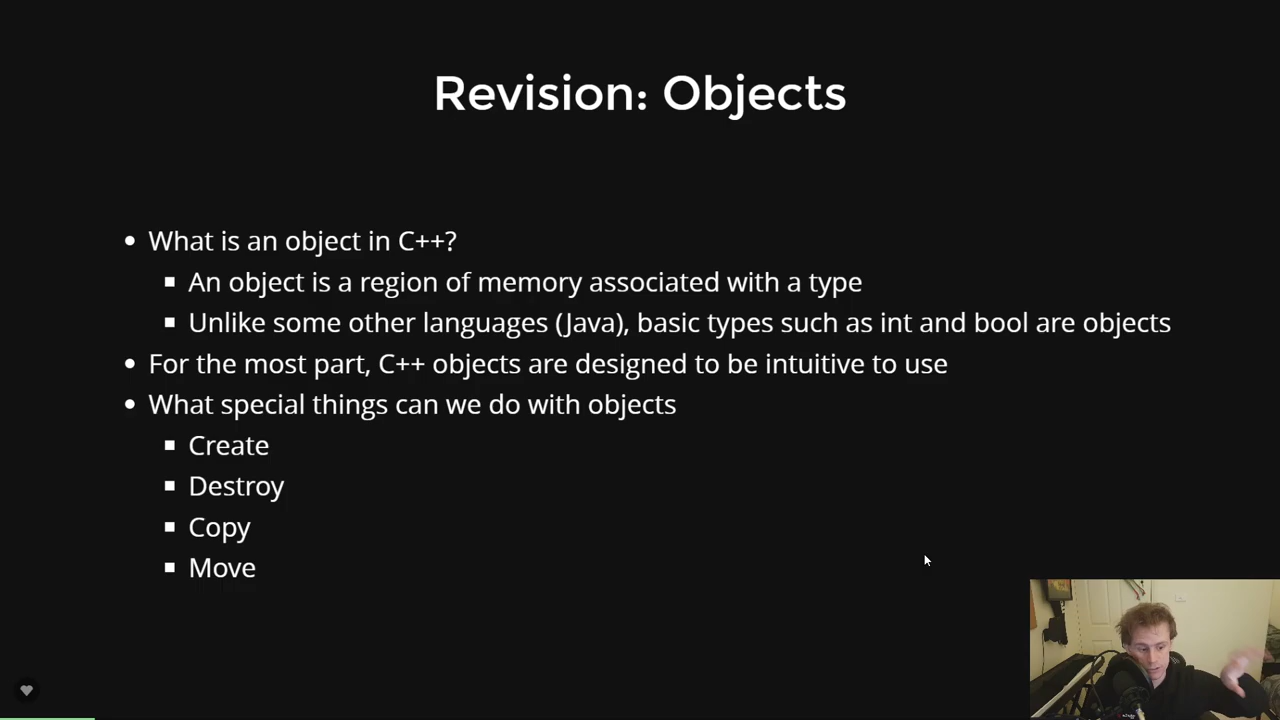 Revision: Objects
What is an object in C++?
An object is a region of memory associated with a type
Unlike some other languages (Java), basic types such as int and bool are objects
For the most part, C++ objects are designed to be intuitive to use
What special things can we do with objects
Create
Destroy
Copy
Move